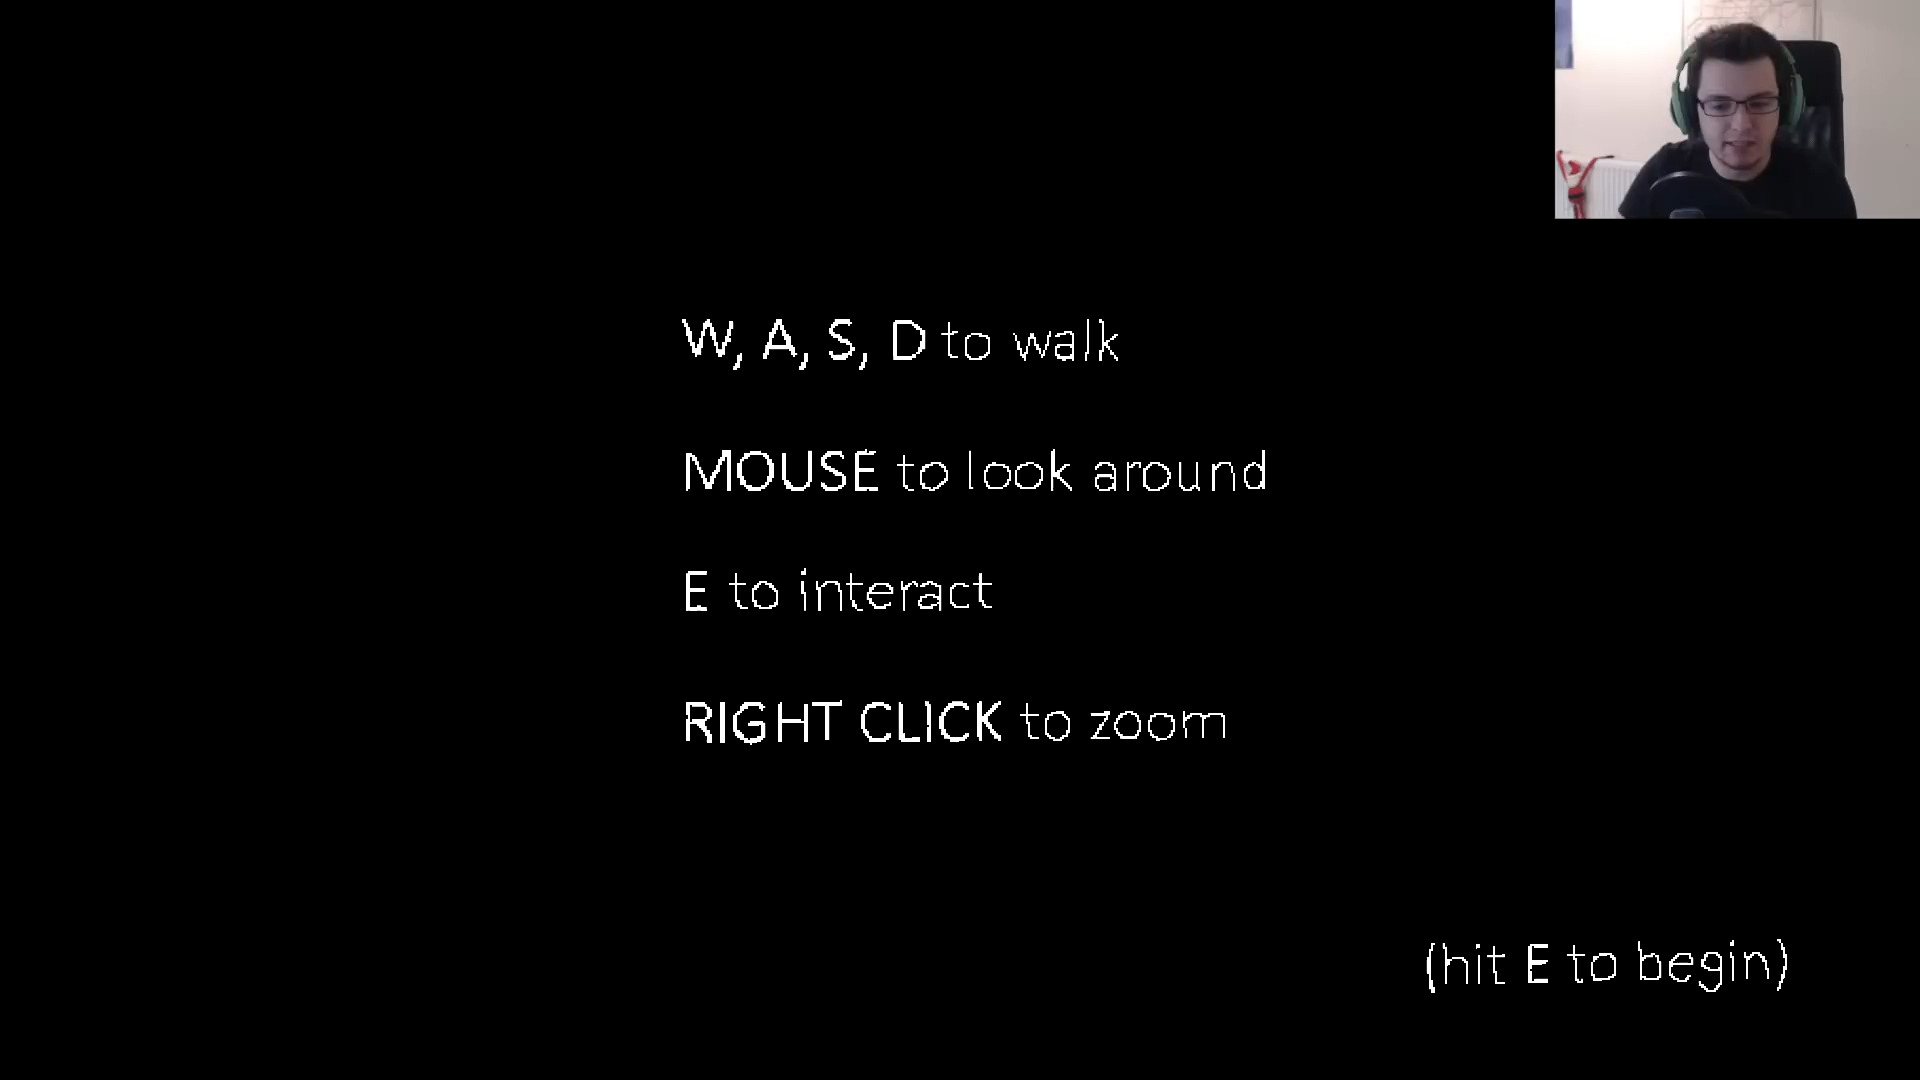 W, A, S, D to walk
MOUSE to look around
E to interact
RIGHT CLICK to zoom
(hit E to begin)